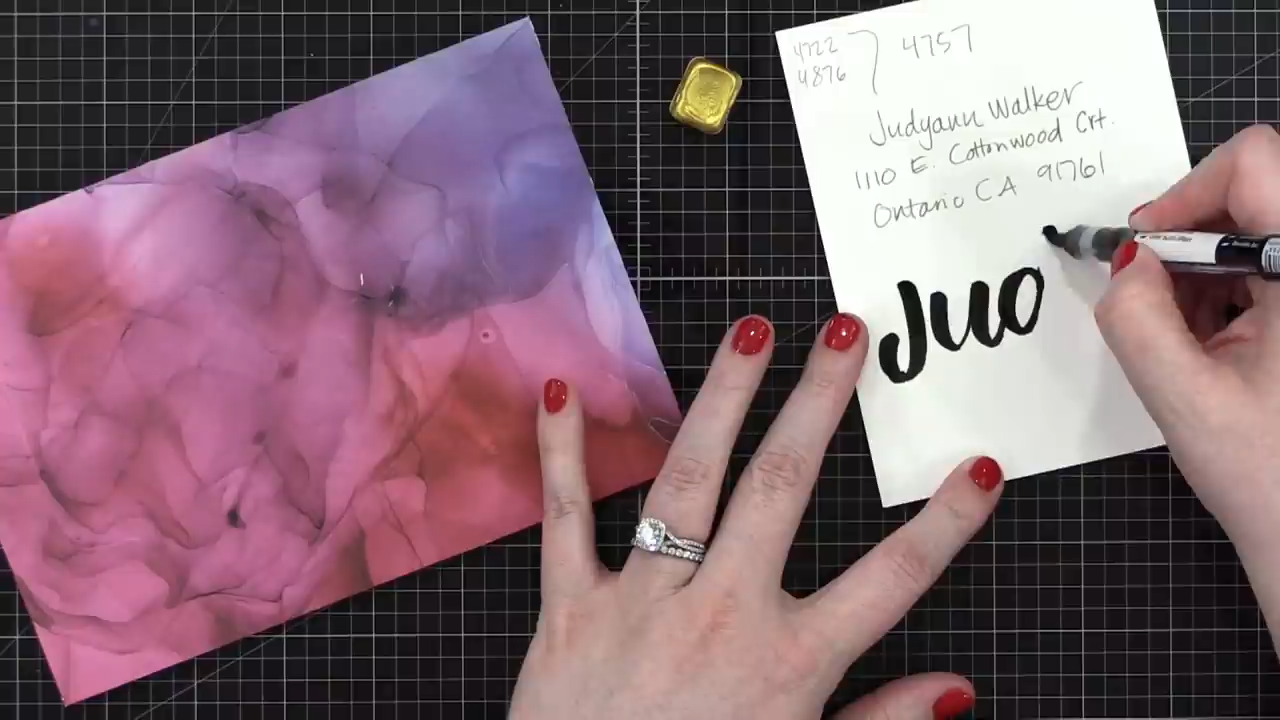 4722
4876
4757
Judyann Walker
1110 E. Cottonwood Crt.
Ontario CA 91761
Juo